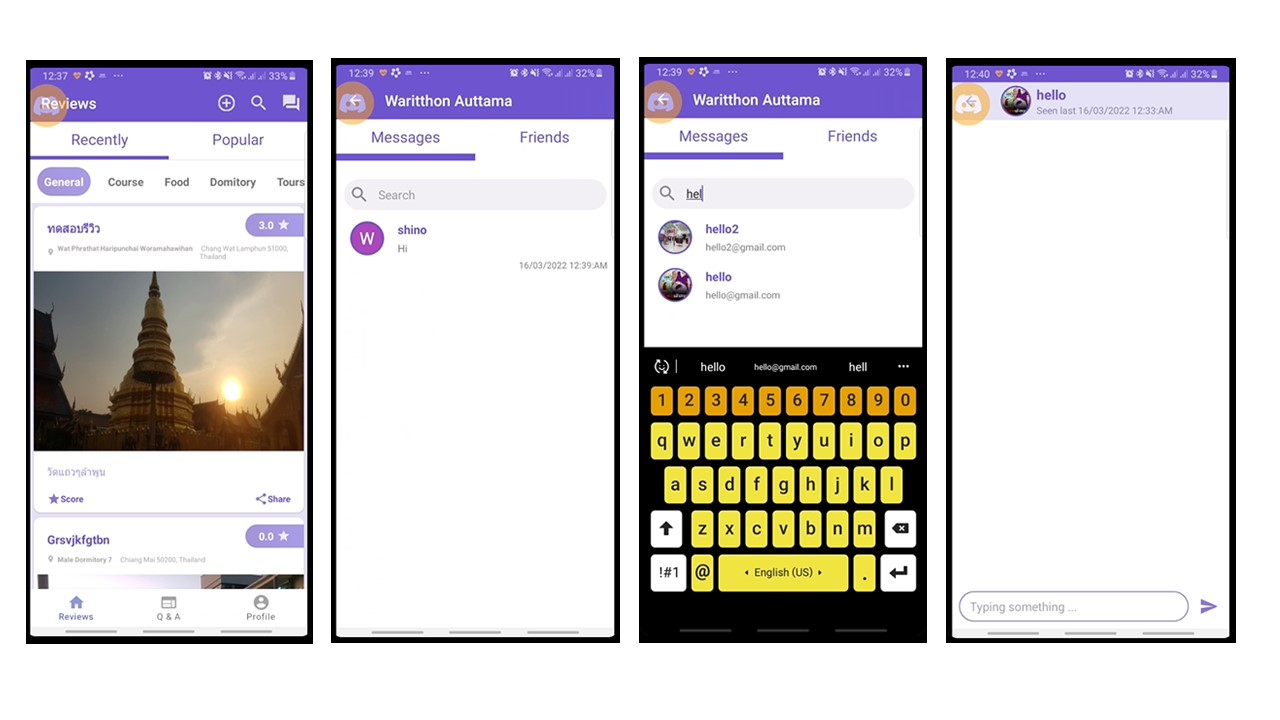 12:37
33%
Reviews
Recently
Popular
General
Course
Food
Domitory
Tours
ทดสอบรีวิว
3.0
Wat Phrathat Haripunchai Woramahawihan
Chang Wat Lamphun 51000,
Thailand
วัดแถวๆลำพูน
Score
Share
Grsvjkfgtbn
0.0
Male Dormitory 7
Chiang Mai 50200, Thailand
Reviews
Q & A
Profile
12:39
32%
Waritthon Auttama
Messages
Friends
Search
W
shino
Hi
16/03/2022 12:39:AM
12:39
32%
Waritthon Auttama
Messages
Friends
hel
hello2
hello2@gmail.com
hello
hello@gmail.com
hello
hello@gmail.com
hell
1 2 3 4 5 6 7 8 9 0
q w e r t y u i o p
a s d f g h j k l
z x c v b n m
!#1 @ English (US) .
12:40
32%
hello
Seen last 16/03/2022 12:33:AM
Typing something ...